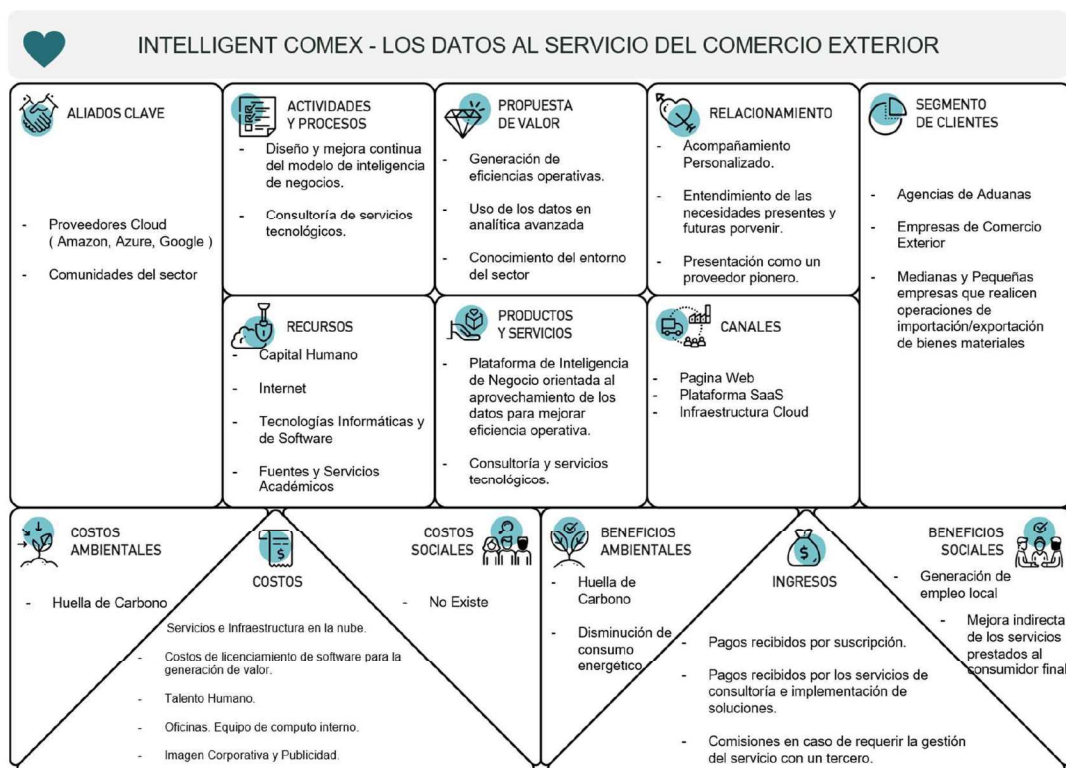 INTELLIGENT COMEX - LOS DATOS AL SERVICIO DEL COMERCIO EXTERIOR
ALIADOS CLAVE
- Proveedores Cloud
( Amazon, Azure, Google )
- Comunidades del sector
ACTIVIDADES
Y PROCESOS
- Diseño y mejora continua
del modelo de inteligencia
de negocios.
- Consultoría de servicios
tecnológicos.
RECURSOS
- Capital Humano
- Internet
- Tecnologías Informáticas y
de Software
- Fuentes y Servicios
Académicos
PROPUESTA
DE VALOR
- Generación de
eficiencias operativas.
- Uso de los datos en
analítica avanzada
- Conocimiento del entorno
del sector
PRODUCTOS
Y SERVICIOS
- Plataforma de Inteligencia
de Negocio orientada al
aprovechamiento de los
datos para mejorar
eficiencia operativa.
- Consultoría y servicios
tecnológicos.
RELACIONAMIENTO
- Acompañamiento
Personalizado.
- Entendimiento de las
necesidades presentes y
futuras porvenir.
- Presentación como un
proveedor pionero.
CANALES
- Pagina Web
- Plataforma SaaS
- Infraestructura Cloud
SEGMENTO
DE CLIENTES
- Agencias de Aduanas
- Empresas de Comercio
Exterior
- Medianas y Pequeñas
empresas que realicen
operaciones de
importación/exportación
de bienes materiales
COSTOS
AMBIENTALES
- Huella de Carbono
$
COSTOS
Servicios e Infraestructura en la nube.
- Costos de licenciamiento de software para la
generación de valor.
- Talento Humano.
- Oficinas. Equipo de computo interno.
- Imagen Corporativa y Publicidad.
COSTOS
SOCIALES
- No Existe
BENEFICIOS
AMBIENTALES
- Huella de
Carbono
- Disminución de
consumo
energético
$
INGRESOS
- Pagos recibidos por suscripción.
- Pagos recibidos por los servicios de
consultoría e implementación de
soluciones.
- Comisiones en caso de requerir la gestión
del servicio con un tercero.
BENEFICIOS
SOCIALES
- Generación de
empleo local
- Mejora indirecta
de los servicios
prestados al
consumidor final